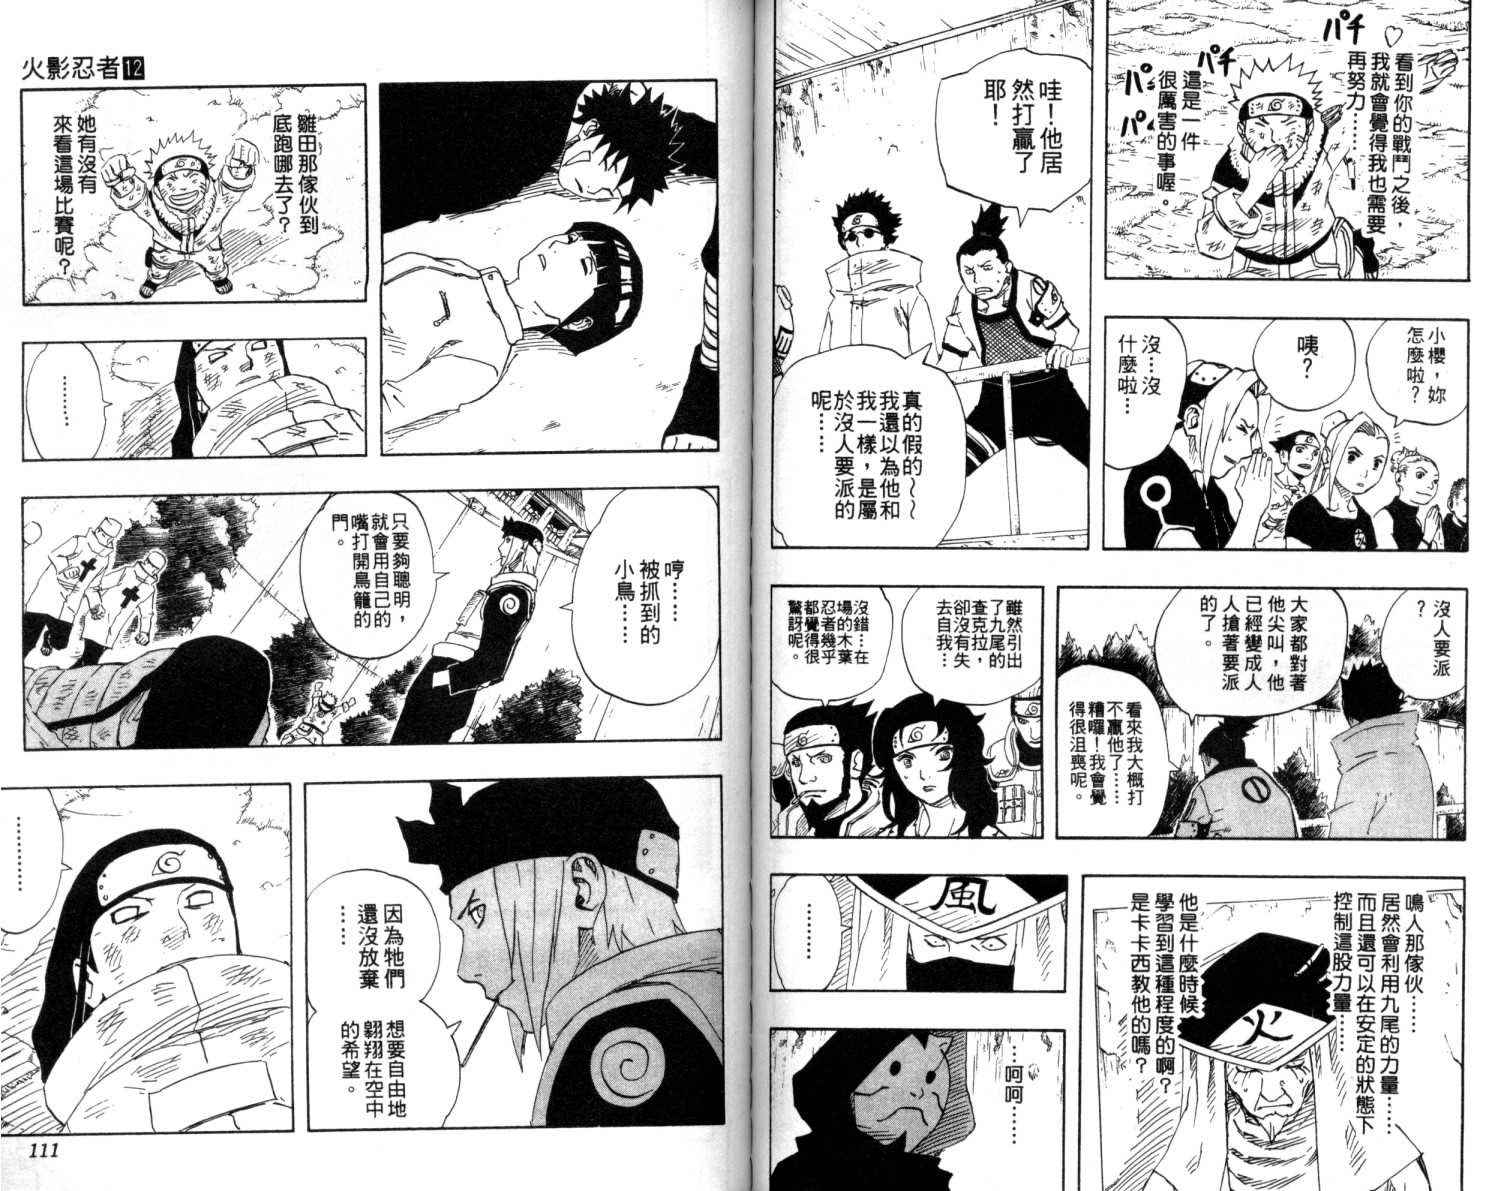 看到你的戰鬥之後，
我就會覺得我也需要
再努力……！
這是一件
很厲害的事喔。
パチ
パチ
パチ
パ
哇！他居
然打贏了
耶！
真的假的～～
我還以為他和
我一樣，是屬
於沒人要派的
呢……
小櫻，妳
怎麼啦？
咦？
沒…沒
什麼啦…
沒人要派
？
大家都對著
他尖叫，他
已經變成人
人搶著要派
的了。
看來我大概打
不贏他了……
糟糕囉！我會覺
得很沮喪呢。
雖然引出
了九尾的
查克拉，
卻沒有失
去自我…
沒錯…在
場的木葉
忍者幾乎
都覺得很
驚訝呢。
鳴人那傢伙……
居然會利用九尾的力量……
而且還可以在安定的狀態下
控制這股力量……
他是什麼時候
學習到這種程度的啊？
是卡卡西教他的嗎？
火
風
………
…呵呵……
火影忍者12
雛田那傢伙到
底跑哪去了？
她有沒有
來看這場比賽呢？
………
哼……
被抓到的
小鳥……
只要夠聰明，
就會用自己的
嘴打開鳥籠的
門。
因為牠們
還沒放棄
……
想要自由地
翱翔在空中
的希望。
………
111